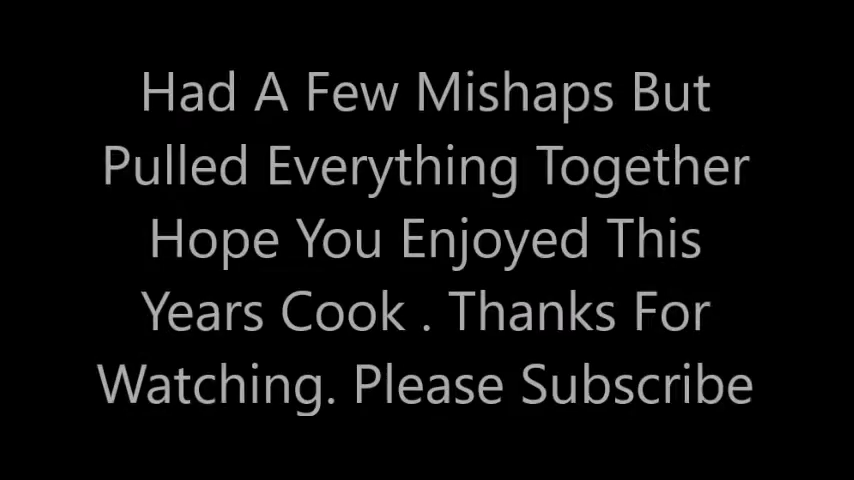 Had A Few Mishaps But
Pulled Everything Together
Hope You Enjoyed This
Years Cook . Thanks For
Watching. Please Subscribe